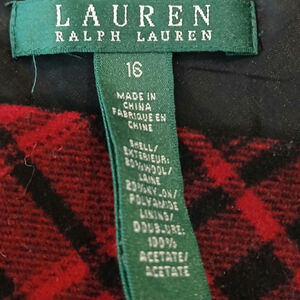 LAUREN
RALPH LAUREN
16
MADE IN
CHINA
FABRIQUE EN
CHINE
SHELL/
EXTERIEUR:
80% WOOL/
LAINE
20% NYLON/
POLYAMIDE
LINING/
DOUBLURE:
100%
ACETATE/
ACETATE